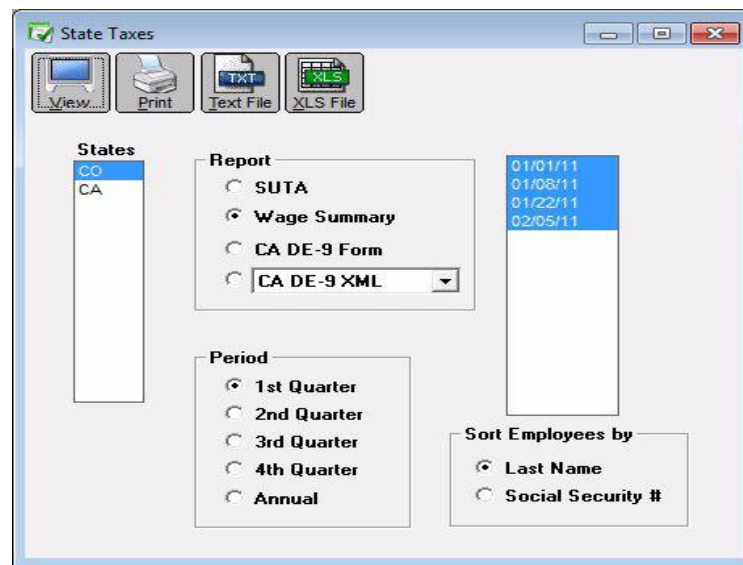 State Taxes
...View...
Print
TXT
Text File
XLS
XLS File
States
CO
CA
Report
SUTA
Wage Summary
CA DE-9 Form
CA DE-9 XML
01/01/11
01/08/11
01/22/11
02/05/11
Period
1st Quarter
2nd Quarter
3rd Quarter
4th Quarter
Annual
Sort Employees by
Last Name
Social Security #